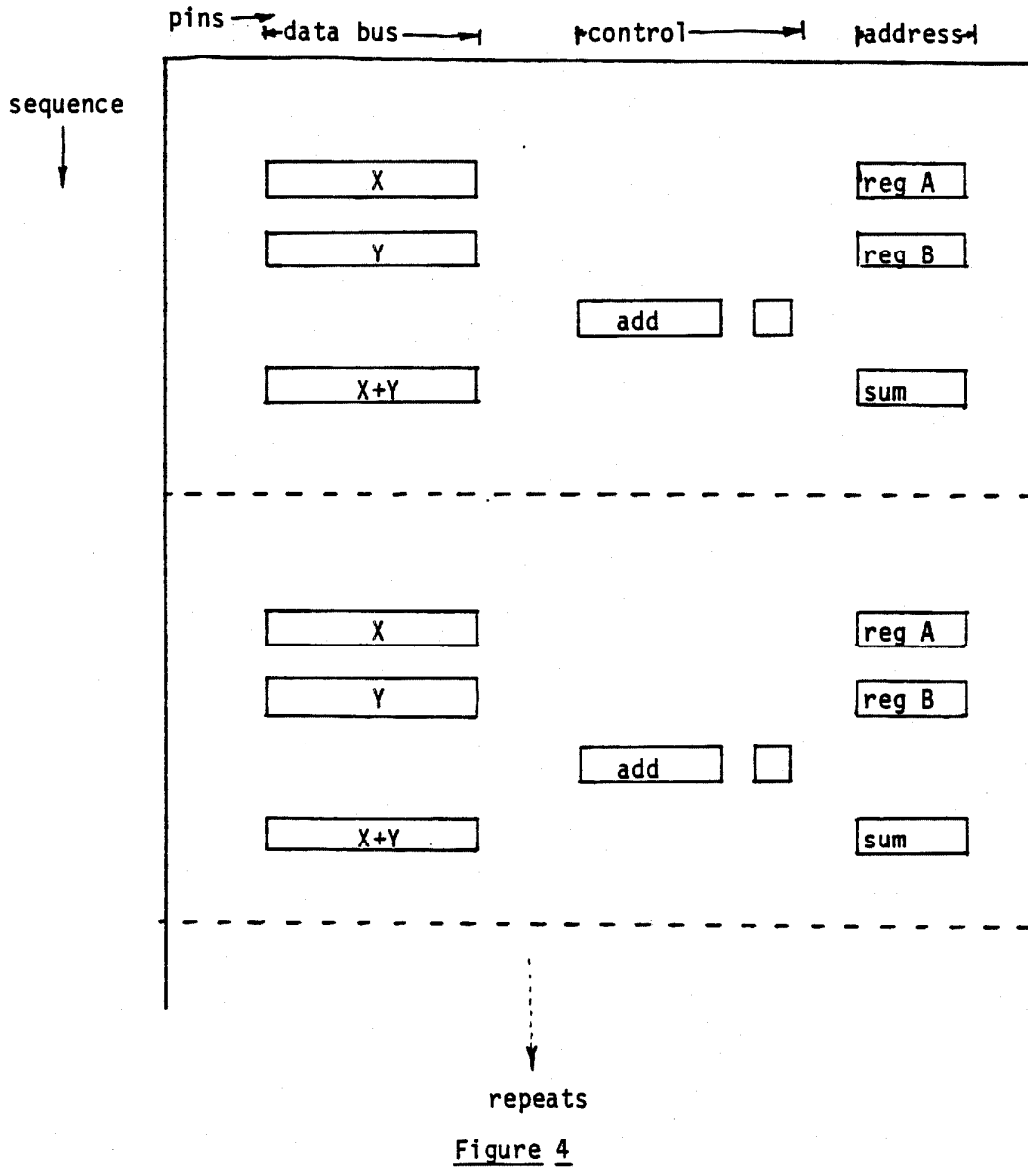 pins
data bus control address
sequence
X reg A
Y reg B
add
X+Y sum
X reg A
Y reg B
add
X+Y sum
repeats
Figure 4